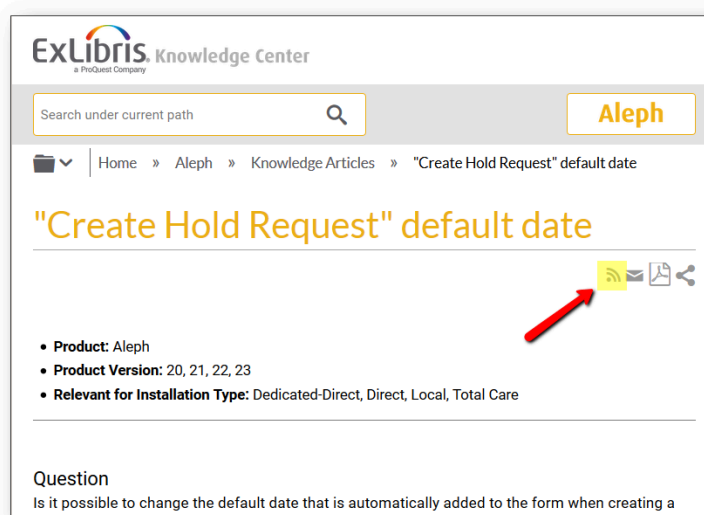 ExLibris Knowledge Center
a ProQuest Company
Search under current path
Aleph
Home » Aleph » Knowledge Articles » "Create Hold Request" default date
"Create Hold Request" default date
• Product: Aleph
• Product Version: 20, 21, 22, 23
• Relevant for Installation Type: Dedicated-Direct, Direct, Local, Total Care
Question
Is it possible to change the default date that is automatically added to the form when creating a